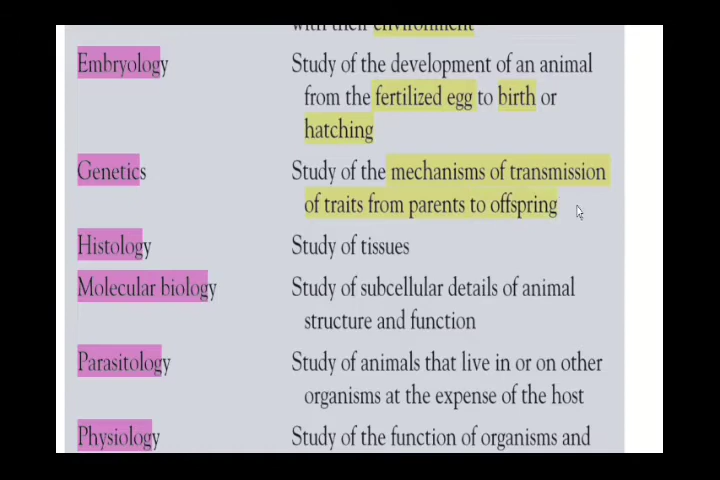 with their environment
Embryology Study of the development of an animal
from the fertilized egg to birth or
hatching
Genetics Study of the mechanisms of transmission
of traits from parents to offspring
Histology Study of tissues
Molecular biology Study of subcellular details of animal
structure and function
Parasitology Study of animals that live in or on other
organisms at the expense of the host
Physiology Study of the function of organisms and